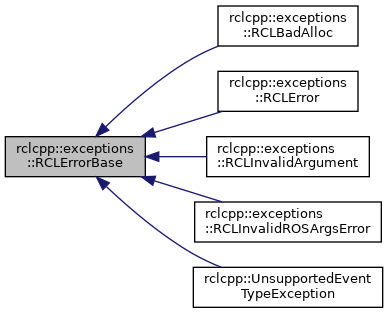 rclcpp::exceptions
::RCLBadAlloc
rclcpp::exceptions
::RCLError
rclcpp::exceptions
::RCLErrorBase
rclcpp::exceptions
::RCLInvalidArgument
rclcpp::exceptions
::RCLInvalidROSArgsError
rclcpp::UnsupportedEvent
TypeException